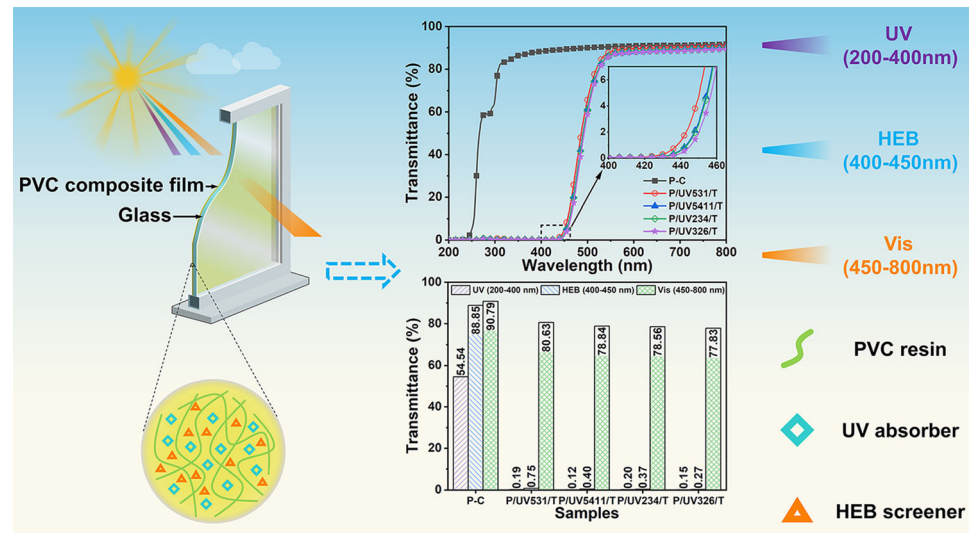 PVC composite film
Glass
Transmittance (%)
100
80
60
40
20
0
200
300
400
500
600
700
800
Wavelength (nm)
P-C
P/UV531/T
P/UV5411/T
P/UV234/T
P/UV326/T
6
4
2
0
400
420
440
460
UV (200-400 nm)
HEB (400-450 nm)
Vis (450-800 nm)
Transmittance (%)
100
80
60
40
20
0
54.54
88.85
90.79
0.19
0.75
80.63
0.12
0.40
78.84
0.20
0.37
78.56
0.15
0.27
77.83
P-C
P/UV531/T
P/UV5411/T
P/UV234/T
P/UV326/T
Samples
UV
(200-400nm)
HEB
(400-450nm)
Vis
(450-800nm)
PVC resin
UV absorber
HEB screener